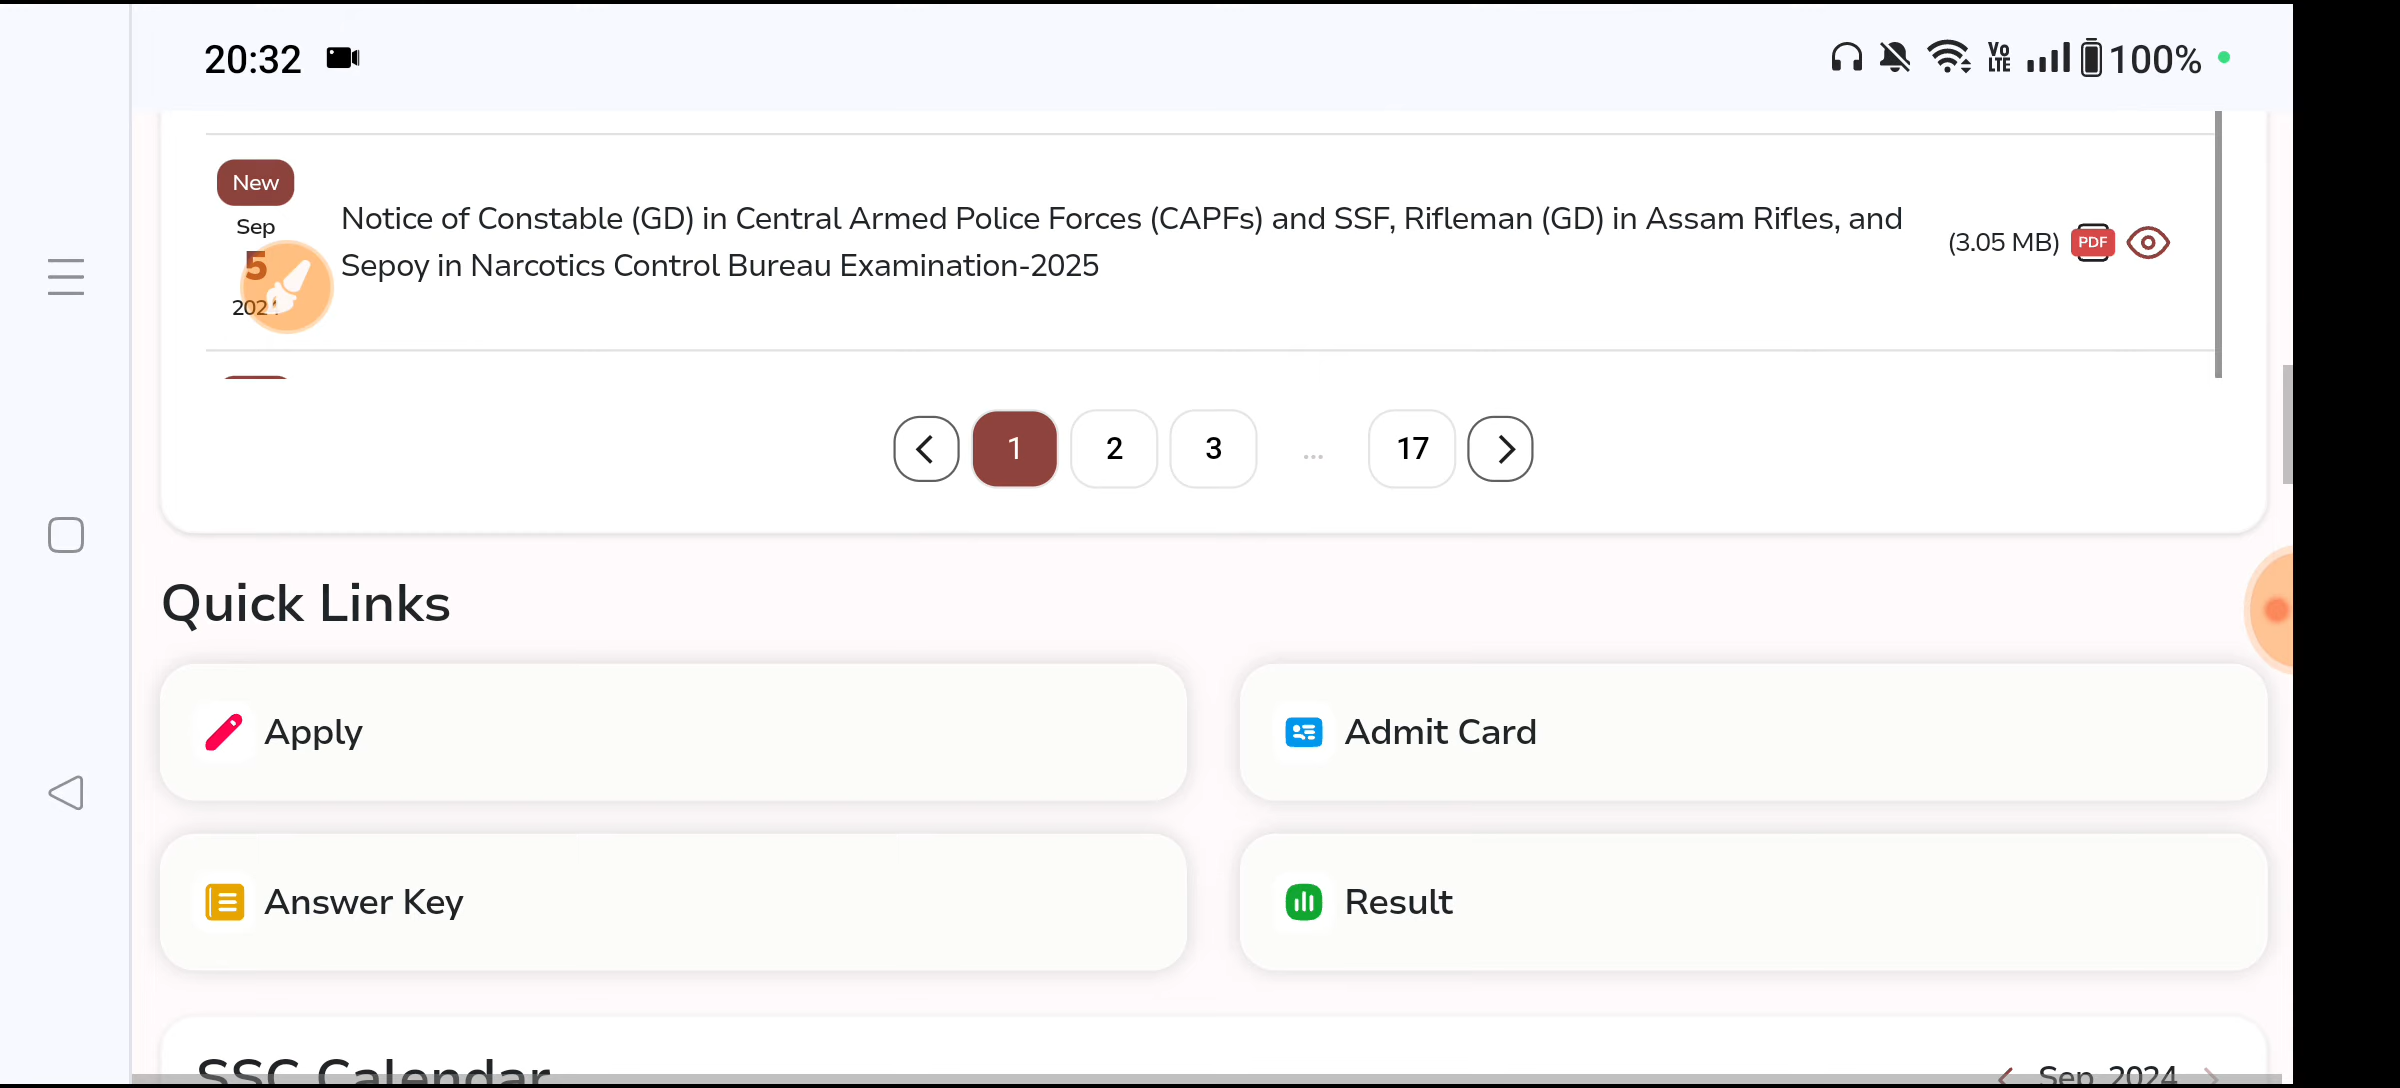 20:32
Vo LTE
100%
New
Sep
5
Notice of Constable (GD) in Central Armed Police Forces (CAPFs) and SSF, Rifleman (GD) in Assam Rifles, and
Sepoy in Narcotics Control Bureau Examination-2025
(3.05 MB)
PDF
1
2
3
...
17
Quick Links
Apply
Admit Card
Answer Key
Result
SSC Calendar
Sep 2024